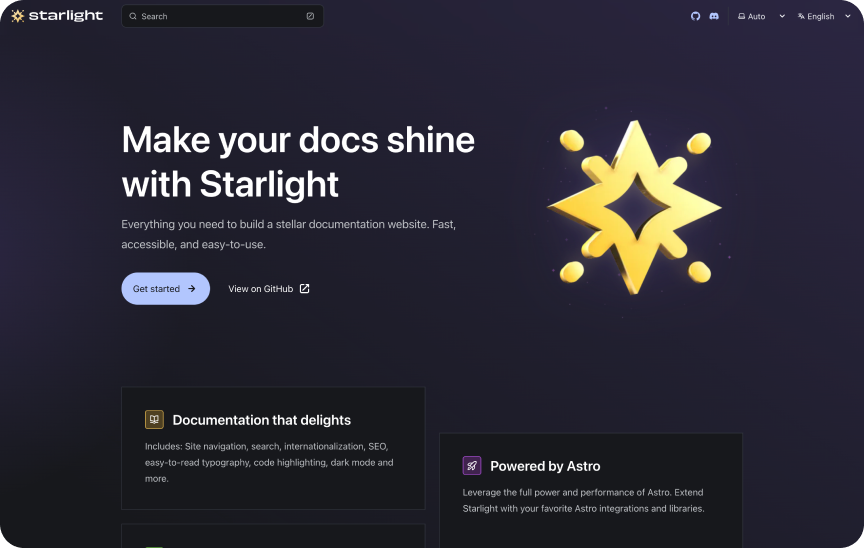 starlight
Search
Auto
English
Make your docs shine
with Starlight
Everything you need to build a stellar documentation website. Fast,
accessible, and easy-to-use.
Get started
View on GitHub
Documentation that delights
Includes: Site navigation, search, internationalization, SEO,
easy-to-read typography, code highlighting, dark mode and
more.
Powered by Astro
Leverage the full power and performance of Astro. Extend
Starlight with your favorite Astro integrations and libraries.